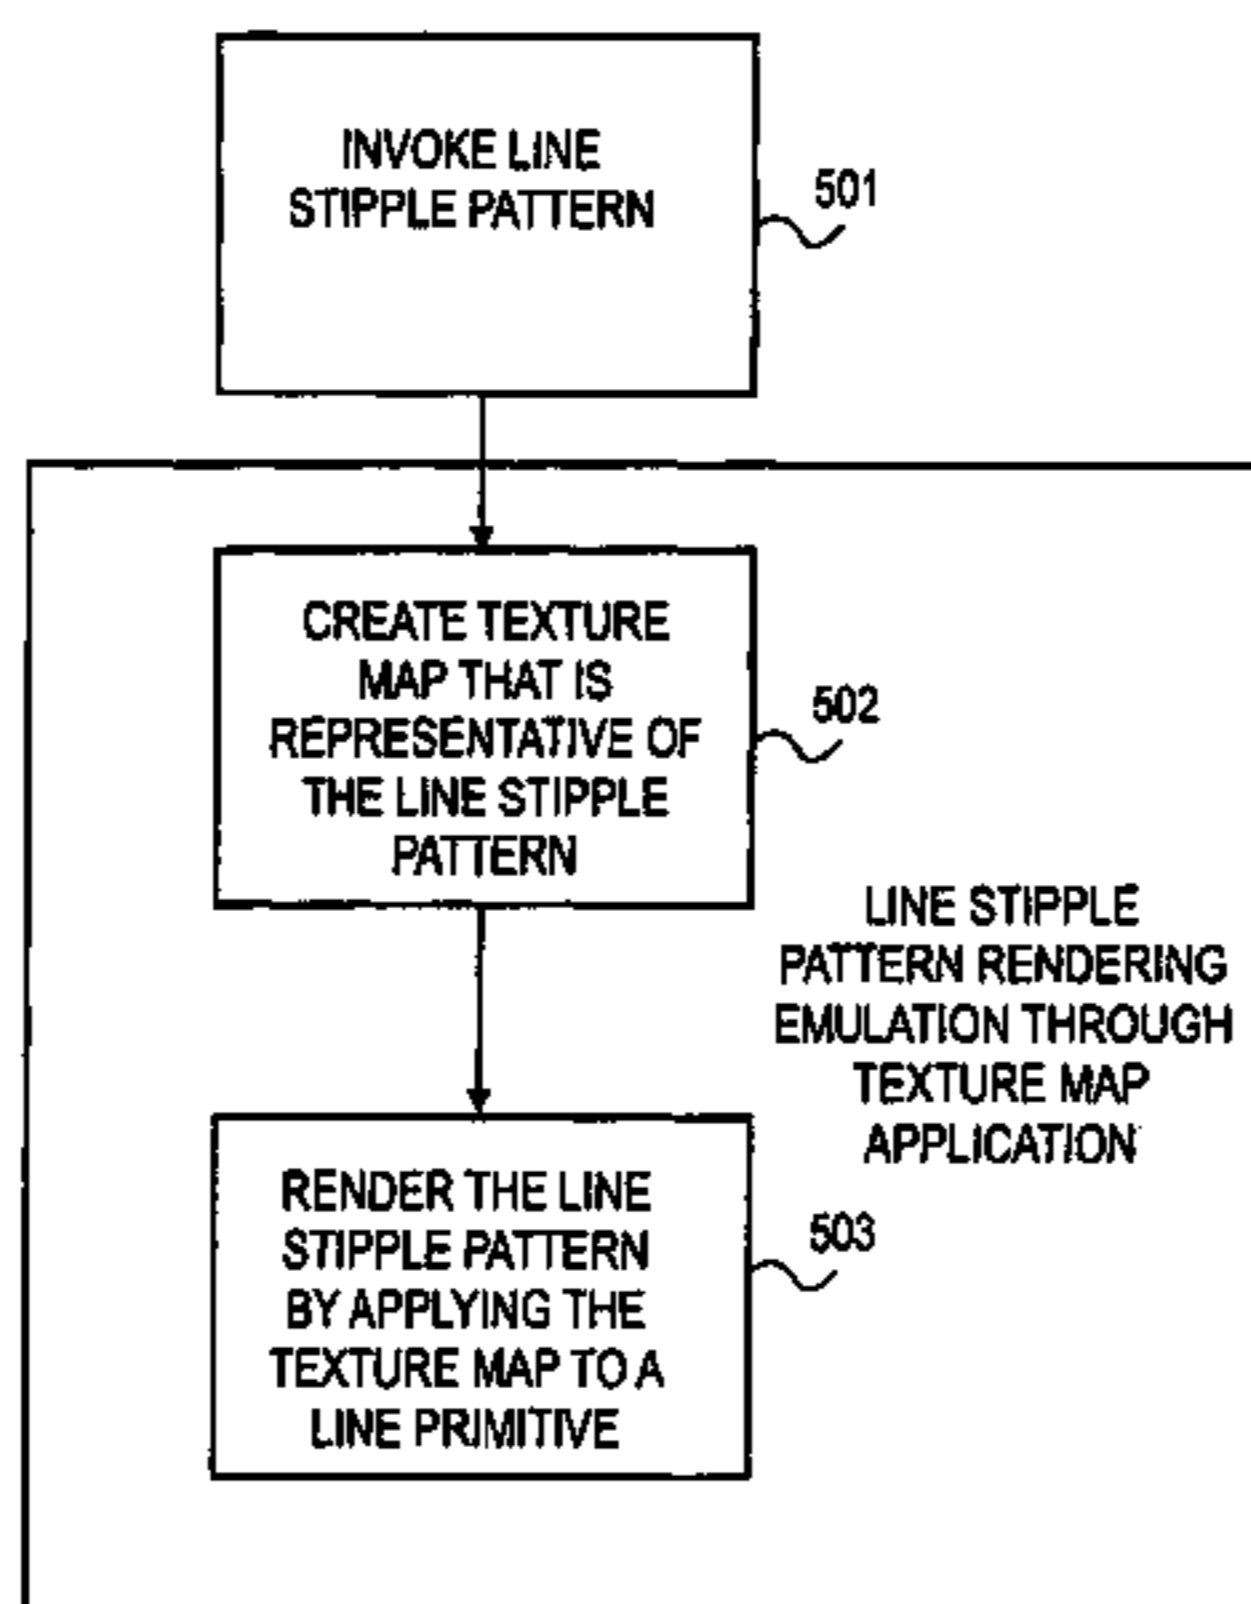 INVOKE LINE
STIPPLE PATTERN
501
CREATE TEXTURE
MAP THAT IS
REPRESENTATIVE OF
THE LINE STIPPLE
PATTERN
502
LINE STIPPLE
PATTERN RENDERING
EMULATION THROUGH
TEXTURE MAP
APPLICATION
RENDER THE LINE
STIPPLE PATTERN
BY APPLYING THE
TEXTURE MAP TO A
LINE PRIMITIVE
503